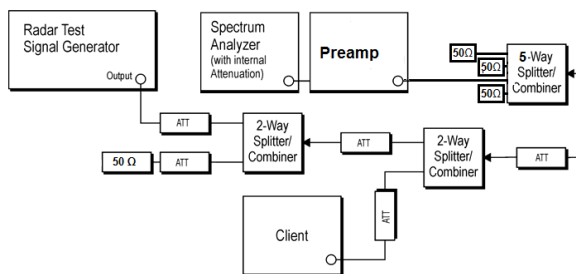 Radar Test
Signal Generator
Output
Spectrum
Analyzer
(with internal
Attenuation)
Preamp
50Ω
50Ω
50Ω
5-Way
Splitter/
Combiner
ATT
2-Way
Splitter/
Combiner
ATT
2-Way
Splitter/
Combiner
ATT
50 Ω
ATT
ATT
Client